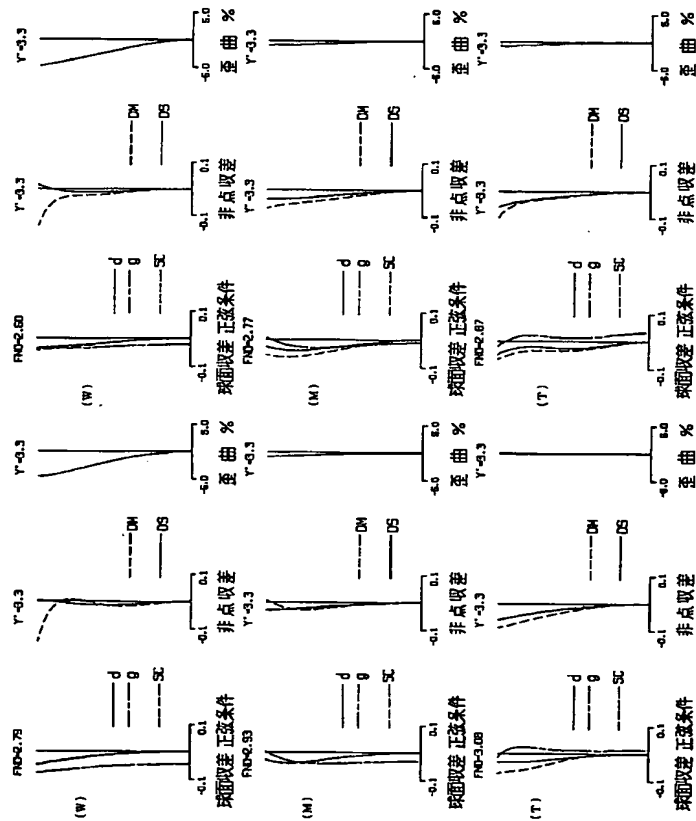 FNO=2.79
(W)
d
g
SC
-0.1 0.1
球面収差 正弦条件
Y'=3.3
DM
DS
-0.1 0.1
非点収差
Y'=3.3
-5.0 5.0
歪曲 %
FNO=2.93
(M)
d
g
SC
-0.1 0.1
球面収差 正弦条件
Y'=3.3
DM
DS
-0.1 0.1
非点収差
Y'=3.3
-5.0 5.0
歪曲 %
FNO=3.08
(T)
d
g
SC
-0.1 0.1
球面収差 正弦条件
Y'=3.3
DM
DS
-0.1 0.1
非点収差
Y'=3.3
-5.0 5.0
歪曲 %
FNO=2.60
(W)
d
g
SC
-0.1 0.1
球面収差 正弦条件
Y'=3.3
DM
DS
-0.1 0.1
非点収差
Y'=3.3
-5.0 5.0
歪曲 %
FNO=2.77
(M)
d
g
SC
-0.1 0.1
球面収差 正弦条件
Y'=3.3
DM
DS
-0.1 0.1
非点収差
Y'=3.3
-5.0 5.0
歪曲 %
FNO=2.87
(T)
d
g
SC
-0.1 0.1
球面収差 正弦条件
Y'=3.3
DM
DS
-0.1 0.1
非点収差
Y'=3.3
-5.0 5.0
歪曲 %